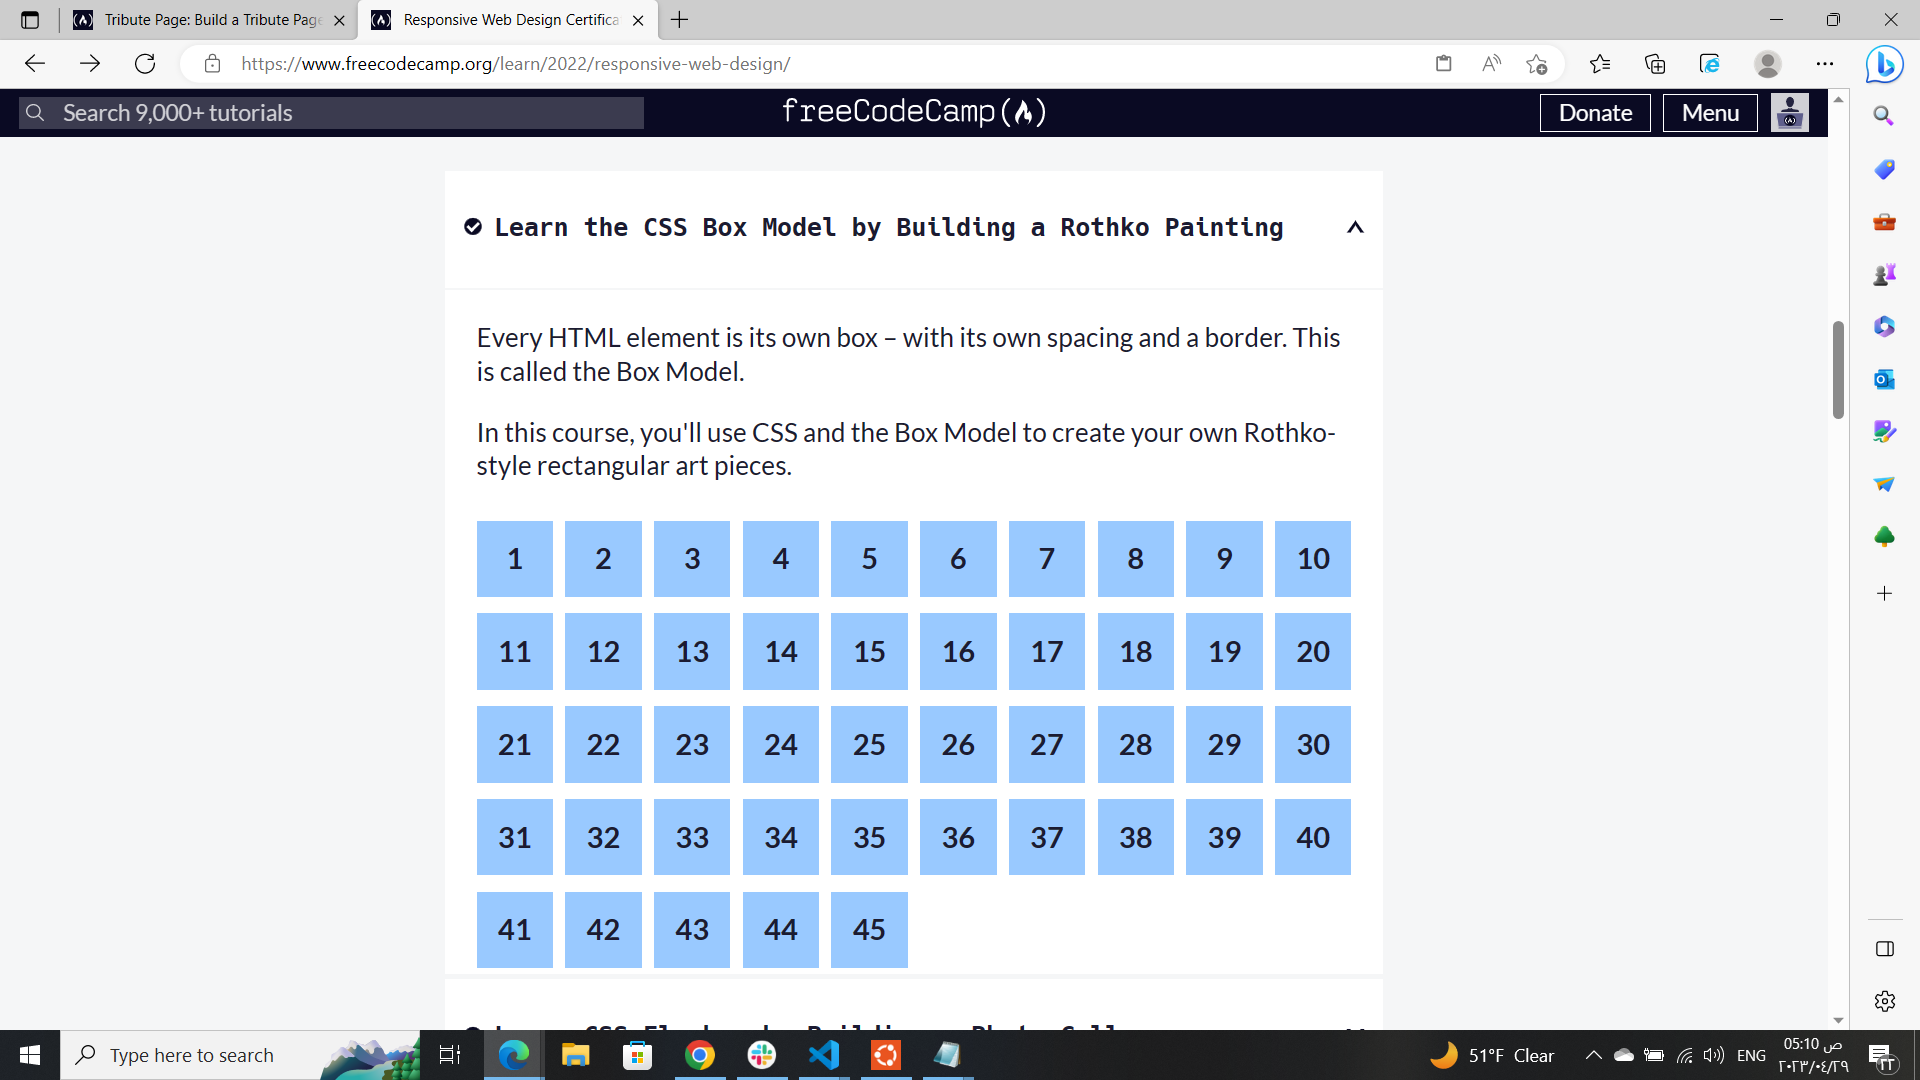 Tribute Page: Build a Tribute Page
Responsive Web Design Certifica
https://www.freecodecamp.org/learn/2022/responsive-web-design/
Search 9,000+ tutorials
freeCodeCamp
Donate
Menu
Learn the CSS Box Model by Building a Rothko Painting
Every HTML element is its own box – with its own spacing and a border. This
is called the Box Model.
In this course, you'll use CSS and the Box Model to create your own Rothko-
style rectangular art pieces.
1 2 3 4 5 6 7 8 9 10
11 12 13 14 15 16 17 18 19 20
21 22 23 24 25 26 27 28 29 30
31 32 33 34 35 36 37 38 39 40
41 42 43 44 45
Type here to search
51°F Clear
ENG
05:10 ص
٢٠٢٣/٠٤/٢٩